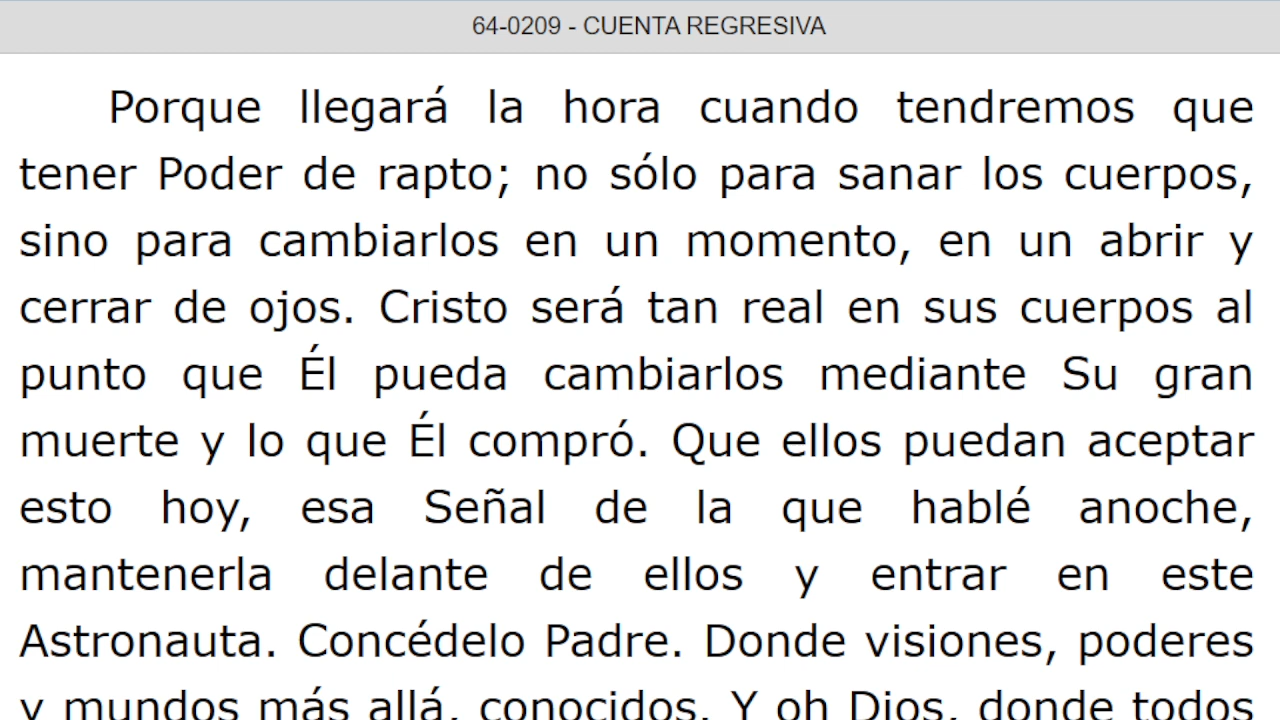 64-0209 - CUENTA REGRESIVA
Porque llegará la hora cuando tendremos que
tener Poder de rapto; no sólo para sanar los cuerpos,
sino para cambiarlos en un momento, en un abrir y
cerrar de ojos. Cristo será tan real en sus cuerpos al
punto que Él pueda cambiarlos mediante Su gran
muerte y lo que Él compró. Que ellos puedan aceptar
esto hoy, esa Señal de la que hablé anoche,
mantenerla delante de ellos y entrar en este
Astronauta. Concédelo Padre. Donde visiones, poderes
y mundos más allá, conocidos. Y oh Dios, donde todos